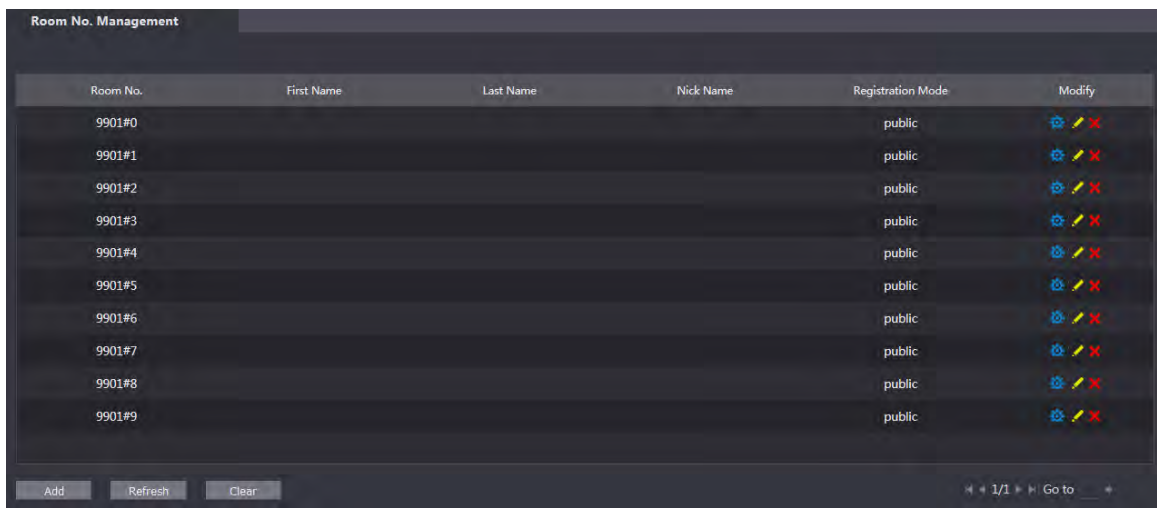 Room No. Management
Room No. First Name Last Name Nick Name Registration Mode Modify
9901#0 public
9901#1 public
9901#2 public
9901#3 public
9901#4 public
9901#5 public
9901#6 public
9901#7 public
9901#8 public
9901#9 public
Add Refresh Clear 1/1 Go to